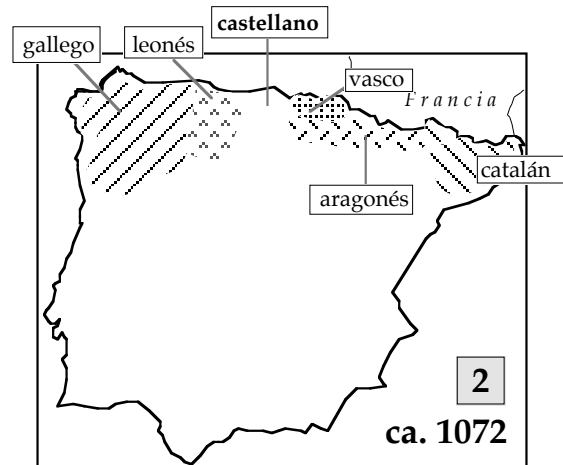 castellano
gallego
leonés
vasco
Francia
catalán
aragonés
2
ca. 1072